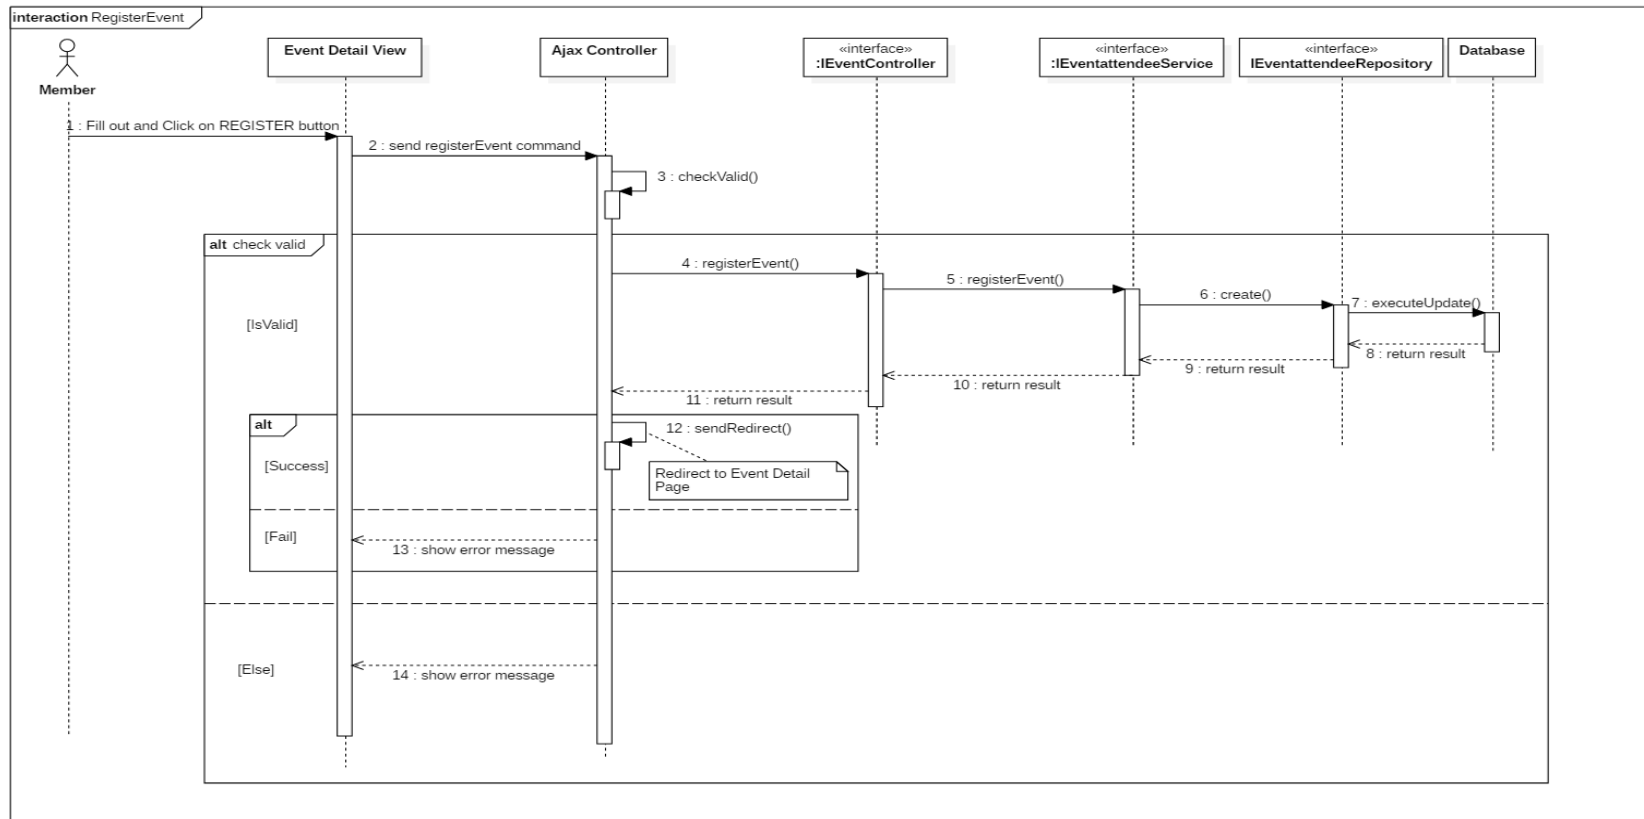 interaction RegisterEvent
Member
Event Detail View
Ajax Controller
«interface»
:IEventController
«interface»
:IEventattendeeService
«interface»
IEventattendeeRepository
Database
1 : Fill out and Click on REGISTER button
2 : send registerEvent command
3 : checkValid()
alt check valid
4 : registerEvent()
5 : registerEvent()
6 : create()
7 : executeUpdate()
[IsValid]
8 : return result
9 : return result
10 : return result
11 : return result
alt
12 : sendRedirect()
[Success]
Redirect to Event Detail
Page
[Fail]
13 : show error message
[Else]
14 : show error message